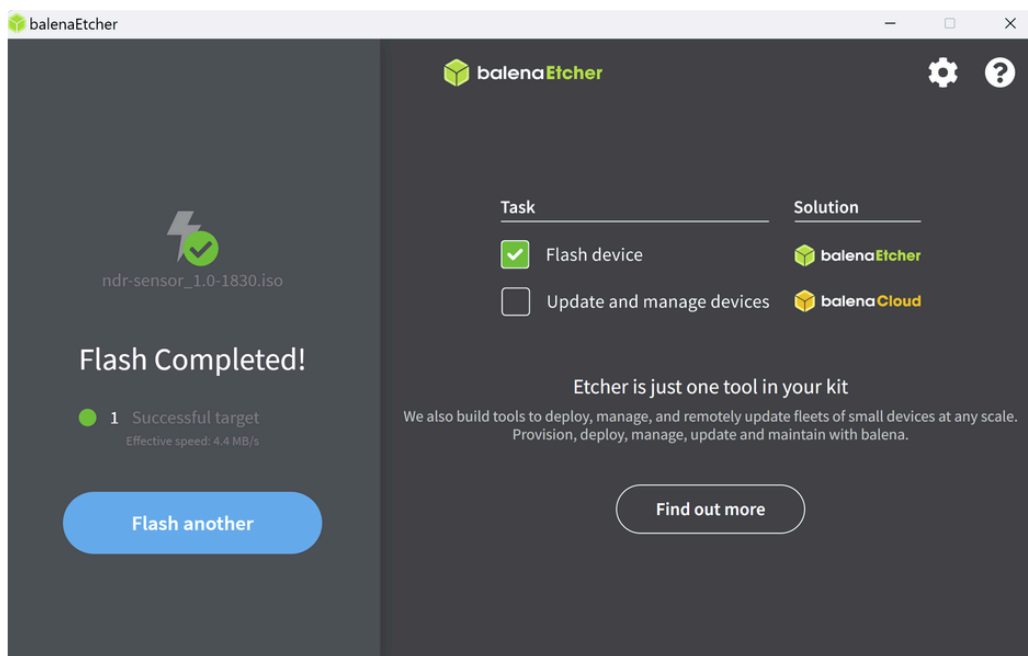 balenaEtcher
balenaEtcher
Task Solution
Flash device balenaEtcher
Update and manage devices balenaCloud
ndr-sensor_1.0-1830.iso
Flash Completed!
1 Successful target
Effective speed: 4.4 MB/s
Flash another
Etcher is just one tool in your kit
We also build tools to deploy, manage, and remotely update fleets of small devices at any scale.
Provision, deploy, manage, update and maintain with balena.
Find out more